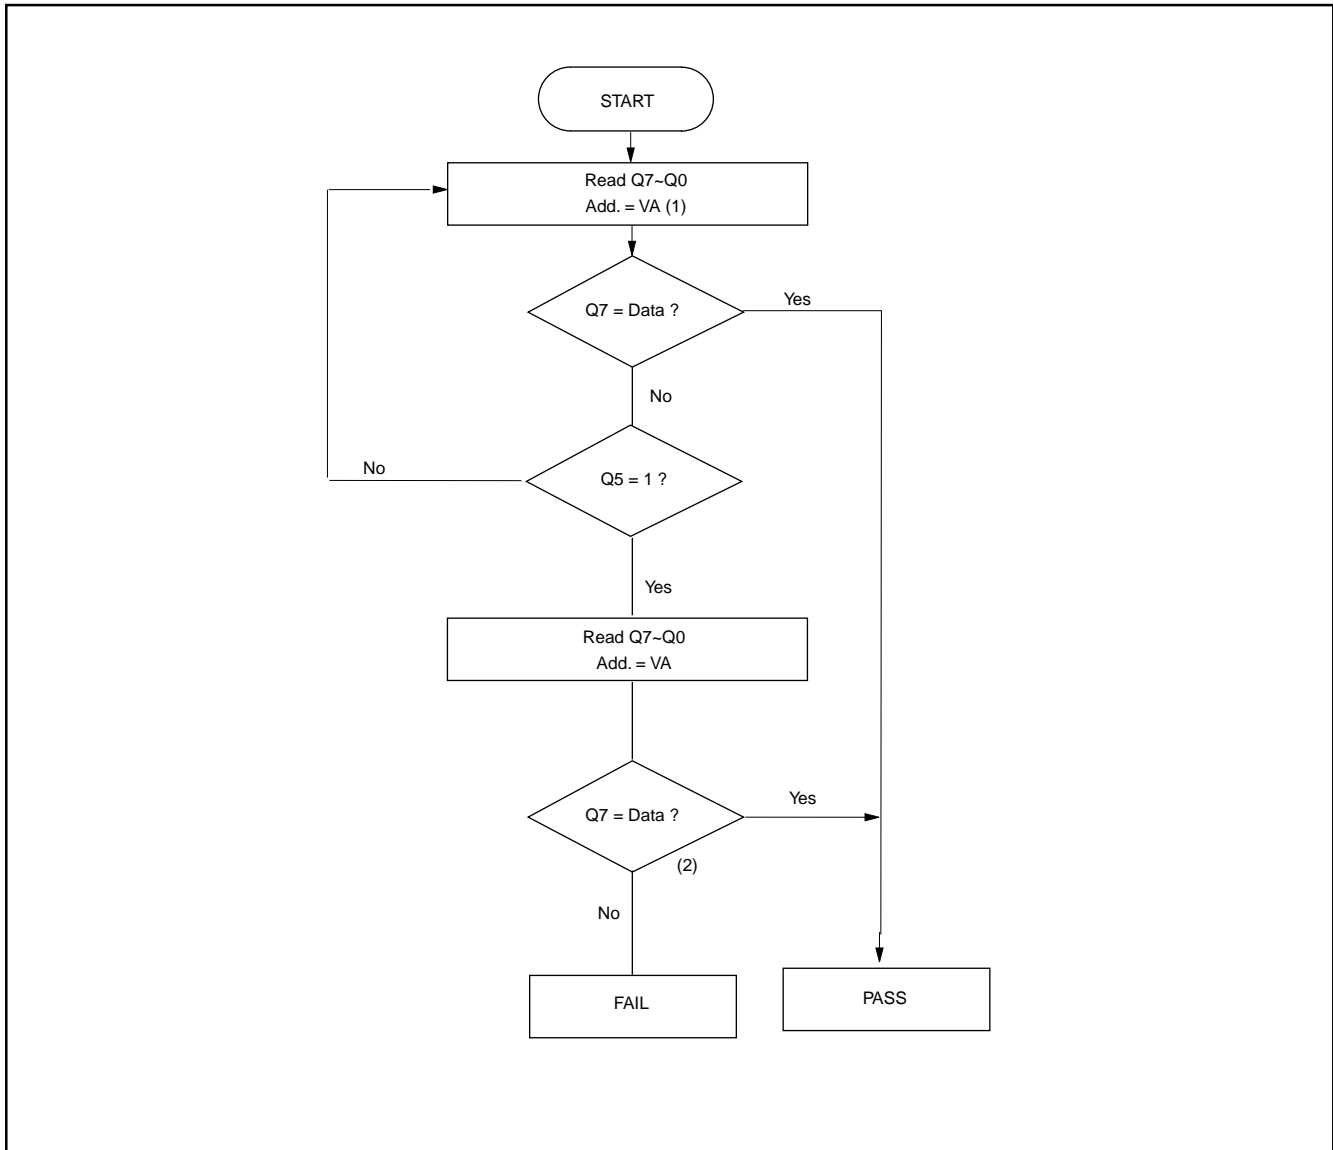 START
Read Q7~Q0
Add. = VA (1)
Q7 = Data ?
Yes
No
Q5 = 1 ?
No
Yes
Read Q7~Q0
Add. = VA
Q7 = Data ?
Yes
(2)
No
FAIL
PASS